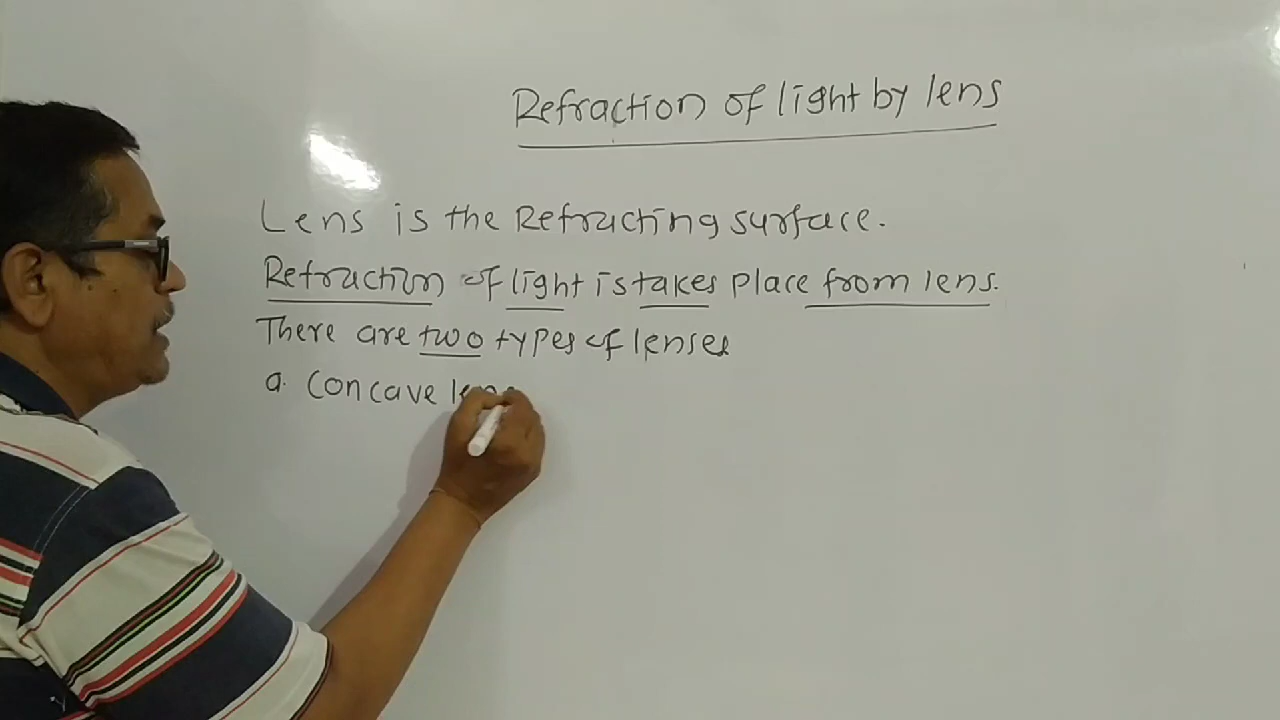 Refraction of light by lens
Lens is the Refracting surface.
Refraction of light is takes place from lens.
There are two types of lenses
a. Concave